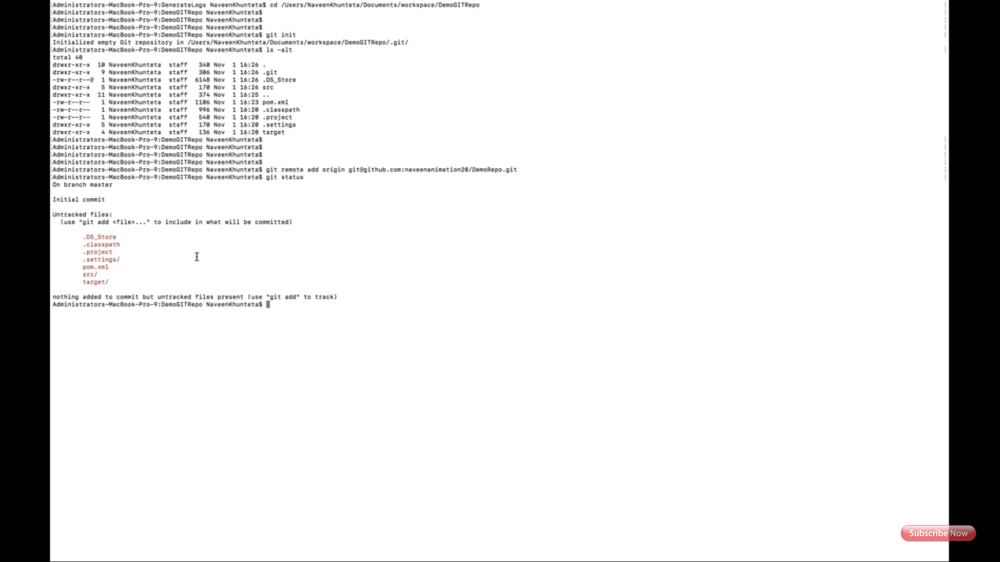 [Administrators-MacBook-Pro-9:GenerateLogs NaveenKhunteta$ cd /Users/NaveenKhunteta/Documents/workspace/DemoGITRepo ]
[Administrators-MacBook-Pro-9:DemoGITRepo NaveenKhunteta$ ]
[Administrators-MacBook-Pro-9:DemoGITRepo NaveenKhunteta$ ]
[Administrators-MacBook-Pro-9:DemoGITRepo NaveenKhunteta$ ]
[Administrators-MacBook-Pro-9:DemoGITRepo NaveenKhunteta$ git init ]
Initialized empty Git repository in /Users/NaveenKhunteta/Documents/workspace/DemoGITRepo/.git/
[Administrators-MacBook-Pro-9:DemoGITRepo NaveenKhunteta$ ls -alt ]
total 40
drwxr-xr-x  10 NaveenKhunteta  staff   340 Nov  1 16:26 .
drwxr-xr-x   9 NaveenKhunteta  staff   306 Nov  1 16:26 .git
-rw-r--r--@  1 NaveenKhunteta  staff  6148 Nov  1 16:26 .DS_Store
drwxr-xr-x   5 NaveenKhunteta  staff   170 Nov  1 16:26 src
drwxr-xr-x  11 NaveenKhunteta  staff   374 Nov  1 16:25 ..
-rw-r--r--   1 NaveenKhunteta  staff  1106 Nov  1 16:23 pom.xml
-rw-r--r--   1 NaveenKhunteta  staff   996 Nov  1 16:20 .classpath
-rw-r--r--   1 NaveenKhunteta  staff   540 Nov  1 16:20 .project
drwxr-xr-x   5 NaveenKhunteta  staff   170 Nov  1 16:20 .settings
drwxr-xr-x   4 NaveenKhunteta  staff   136 Nov  1 16:20 target
[Administrators-MacBook-Pro-9:DemoGITRepo NaveenKhunteta$ ]
[Administrators-MacBook-Pro-9:DemoGITRepo NaveenKhunteta$ ]
[Administrators-MacBook-Pro-9:DemoGITRepo NaveenKhunteta$ ]
[Administrators-MacBook-Pro-9:DemoGITRepo NaveenKhunteta$ ]
[Administrators-MacBook-Pro-9:DemoGITRepo NaveenKhunteta$ git remote add origin git@github.com:naveenanimation20/DemoRepo.git ]
[Administrators-MacBook-Pro-9:DemoGITRepo NaveenKhunteta$ git status ]
On branch master
Initial commit
Untracked files:
(use "git add <file>..." to include in what will be committed)
.DS_Store
.classpath
.project
.settings/
pom.xml
src/
target/
nothing added to commit but untracked files present (use "git add" to track)
Administrators-MacBook-Pro-9:DemoGITRepo NaveenKhunteta$
Subscribe Now